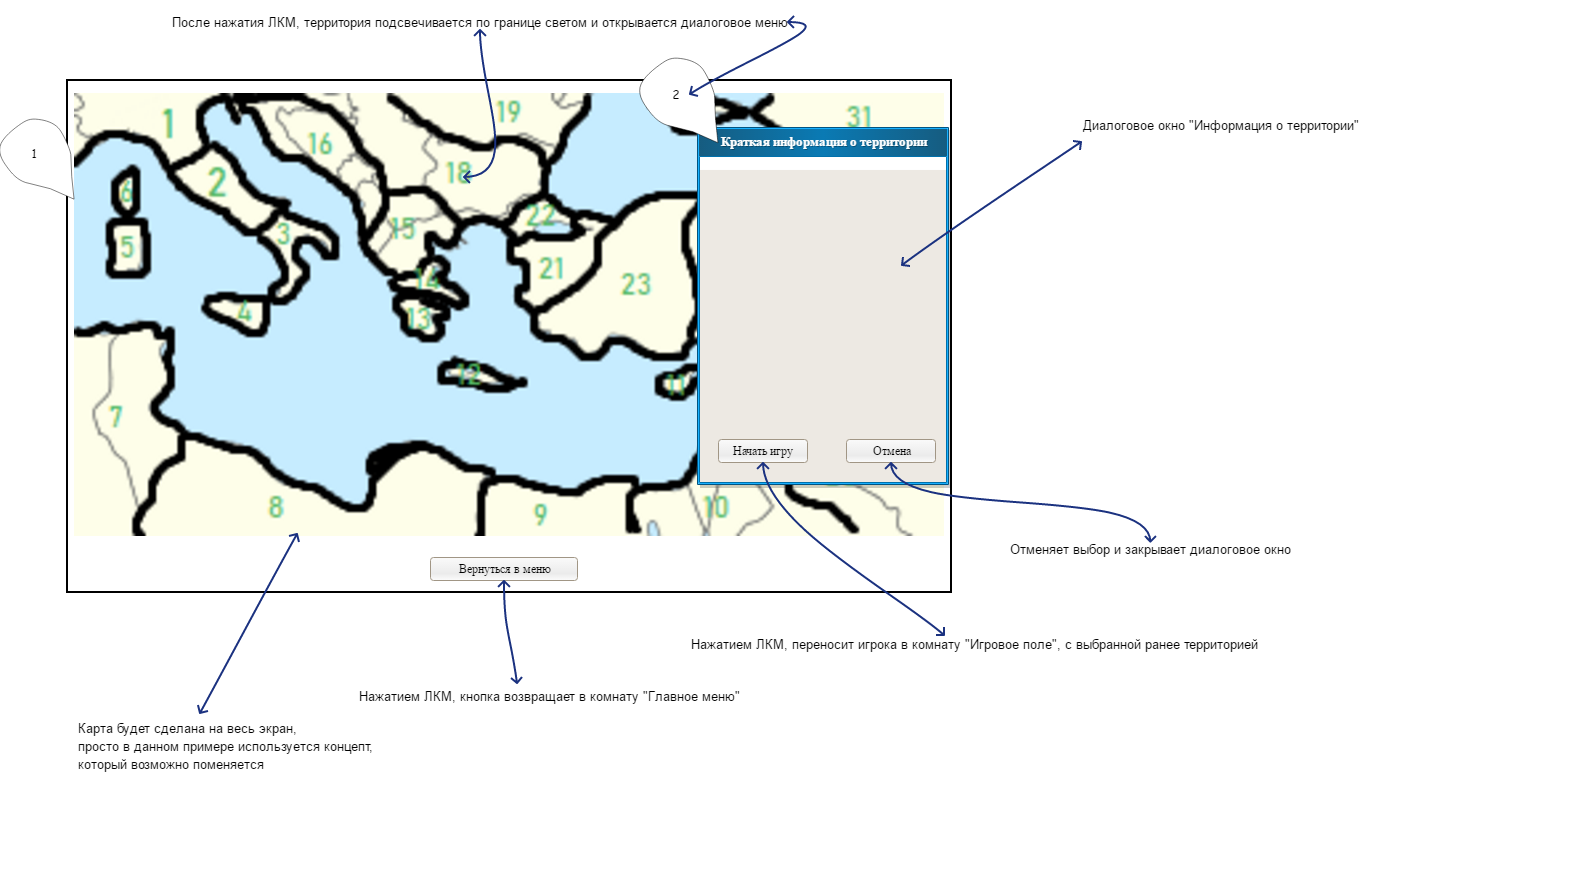 После нажатия ЛКМ, территория подсвечивается по границе светом и открывается диалоговое меню
2
1
19
31
1
16
Диалоговое окно "Информация о территории"
Краткая информация о территории
18
2
6
22
3
15
5
21
14
23
4
13
12
11
7
Начать игру
Отмена
8
9
10
Отменяет выбор и закрывает диалоговое окно
Вернуться в меню
Нажатием ЛКМ, переносит игрока в комнату "Игровое поле", с выбранной ранее территорией
Нажатием ЛКМ, кнопка возвращает в комнату "Главное меню"
Карта будет сделана на весь экран,
просто в данном примере используется концепт,
который возможно поменяется